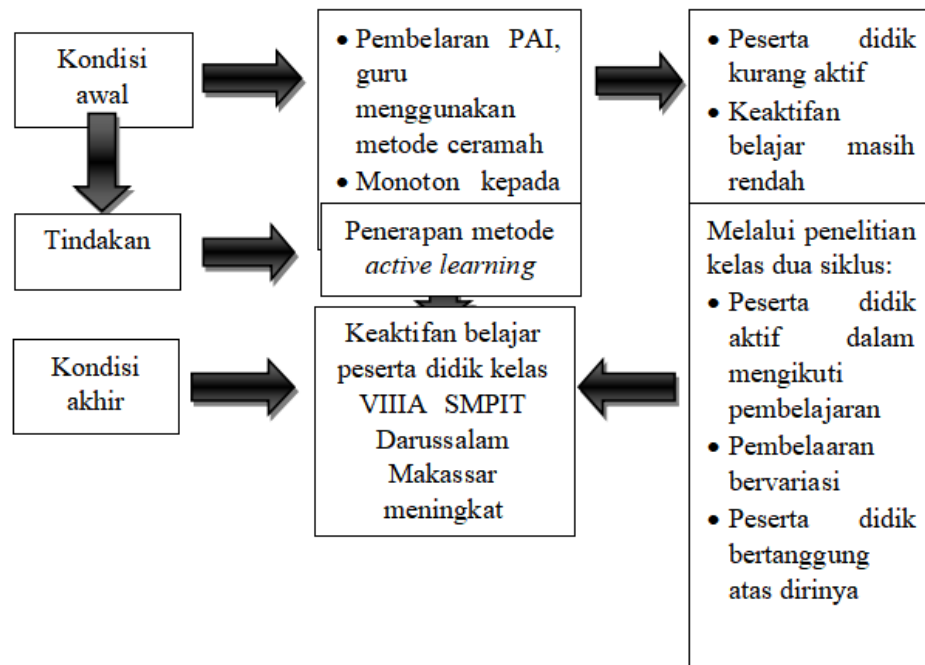 Kondisi
awal
• Pembelaran PAI,
guru
menggunakan
metode ceramah
• Monoton kepada
• Peserta didik
kurang aktif
• Keaktifan
belajar masih
rendah
Tindakan
Penerapan metode
active learning
Melalui penelitian
kelas dua siklus:
• Peserta didik
aktif dalam
mengikuti
pembelajaran
• Pembelaaran
bervariasi
• Peserta didik
bertanggung
atas dirinya
Kondisi
akhir
Keaktifan belajar
peserta didik kelas
VIIIA SMPIT
Darussalam
Makassar
meningkat